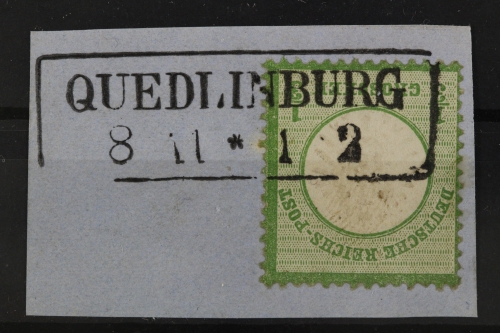 QUEDLINBURG
8 11 * 1 2
DEUTSCHE REICHS-POST